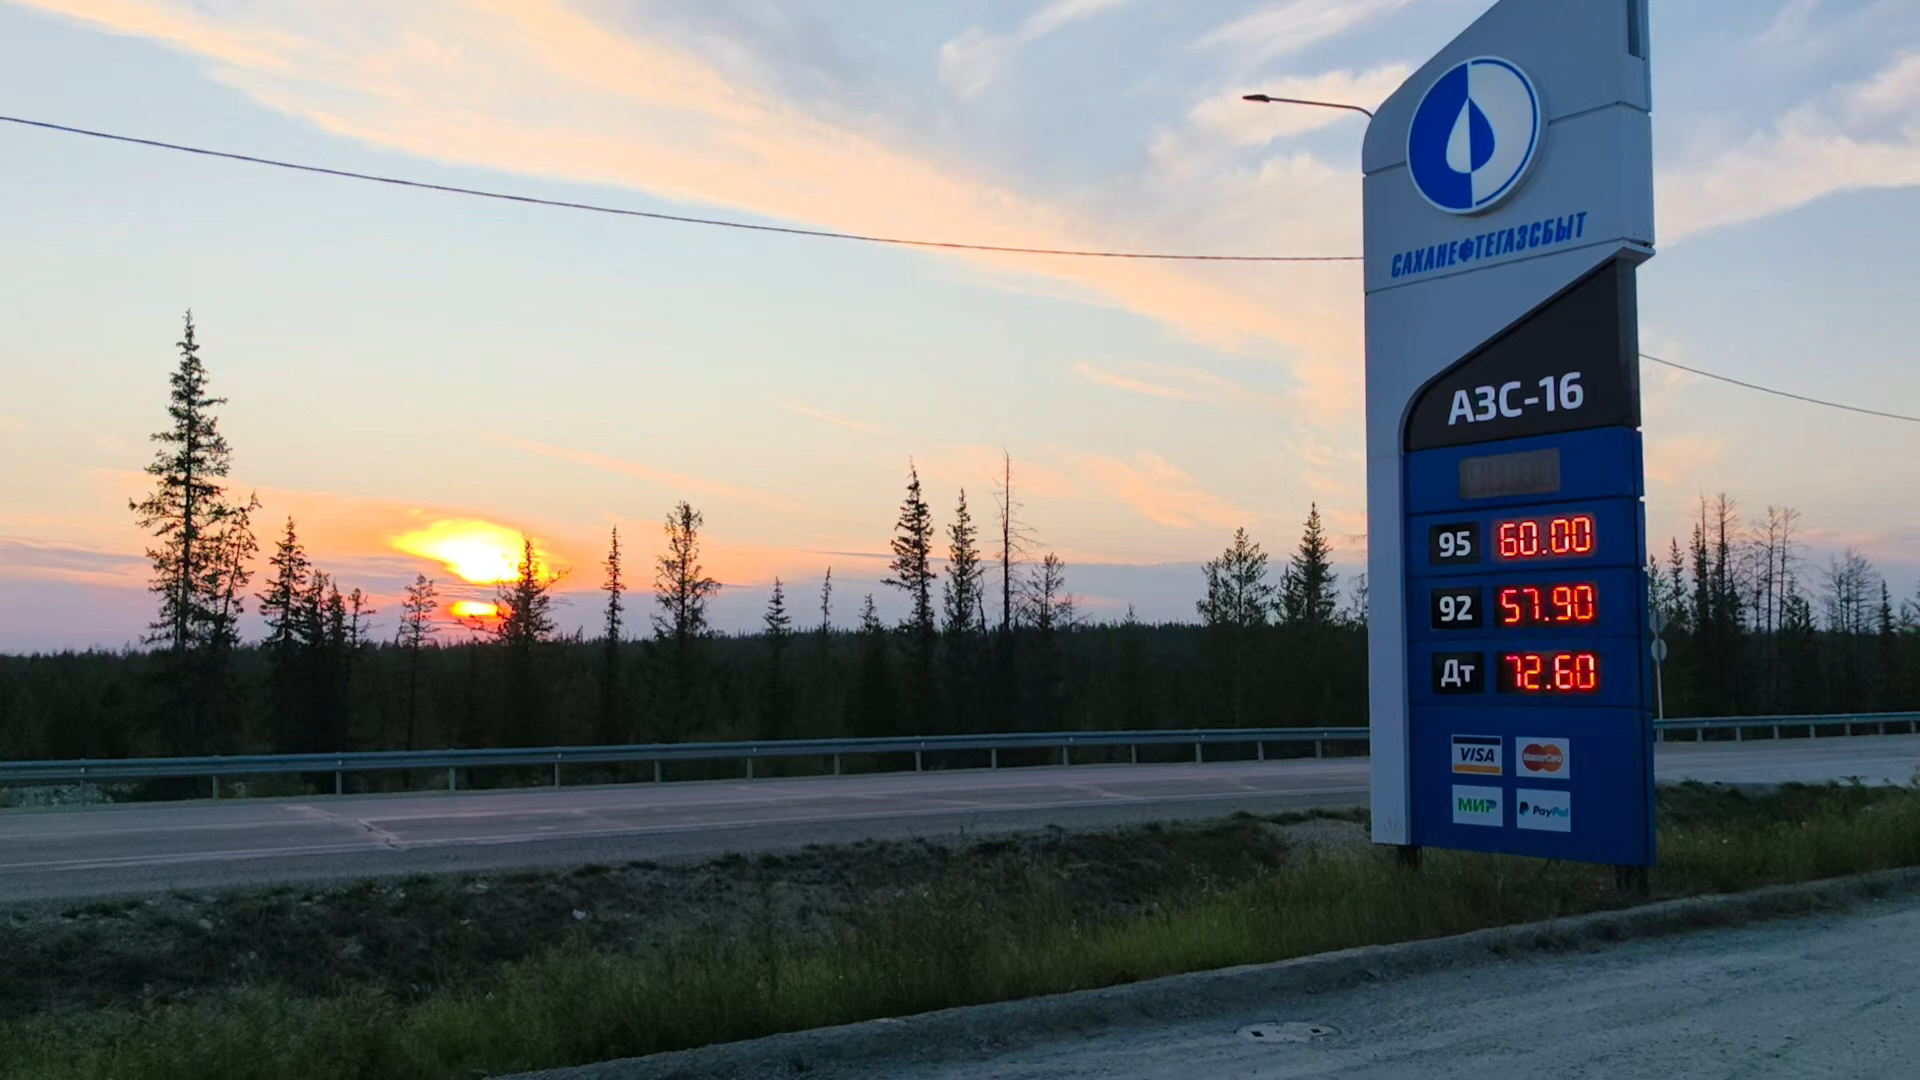 САХАНЕФТЕГАЗСБЫТ
АЗС-16
95 60.00
92 57.90
Дт 72.60
VISA MasterCard
МИР PayPal